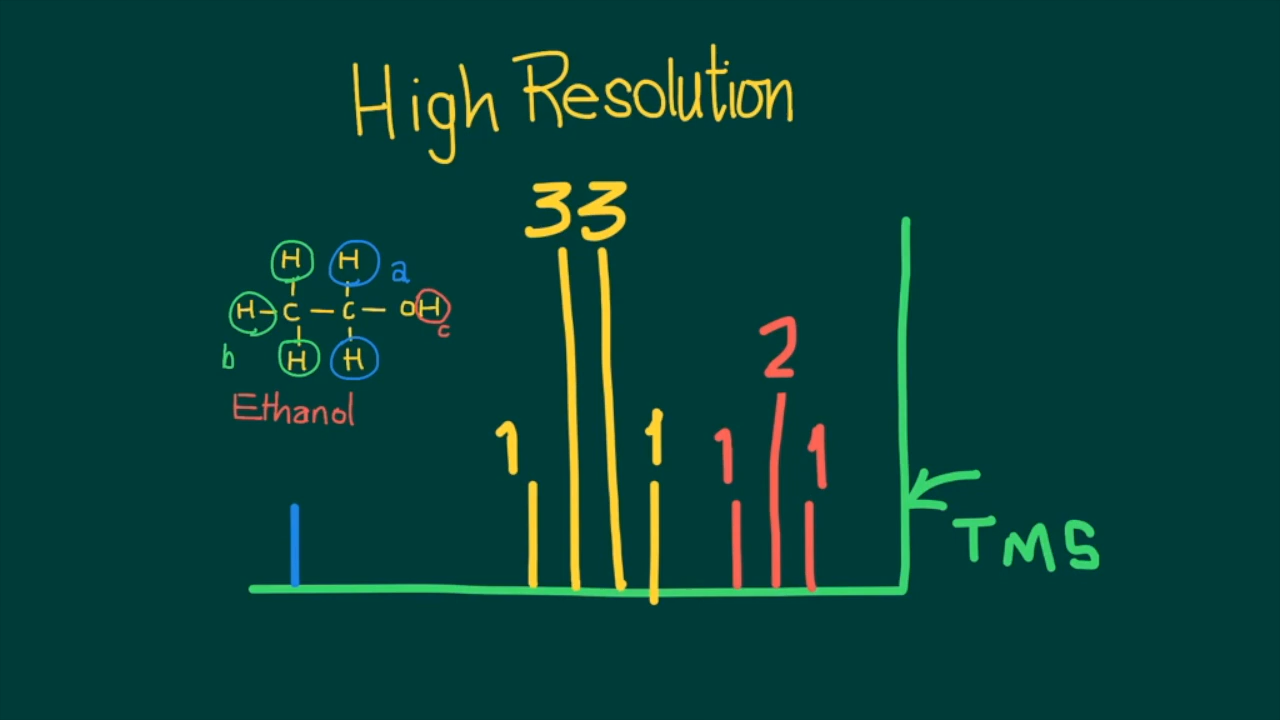 High Resolution
33
H H a
H-C-C-OH
c
b H H
Ethanol
2
1 1 1 1
TMS